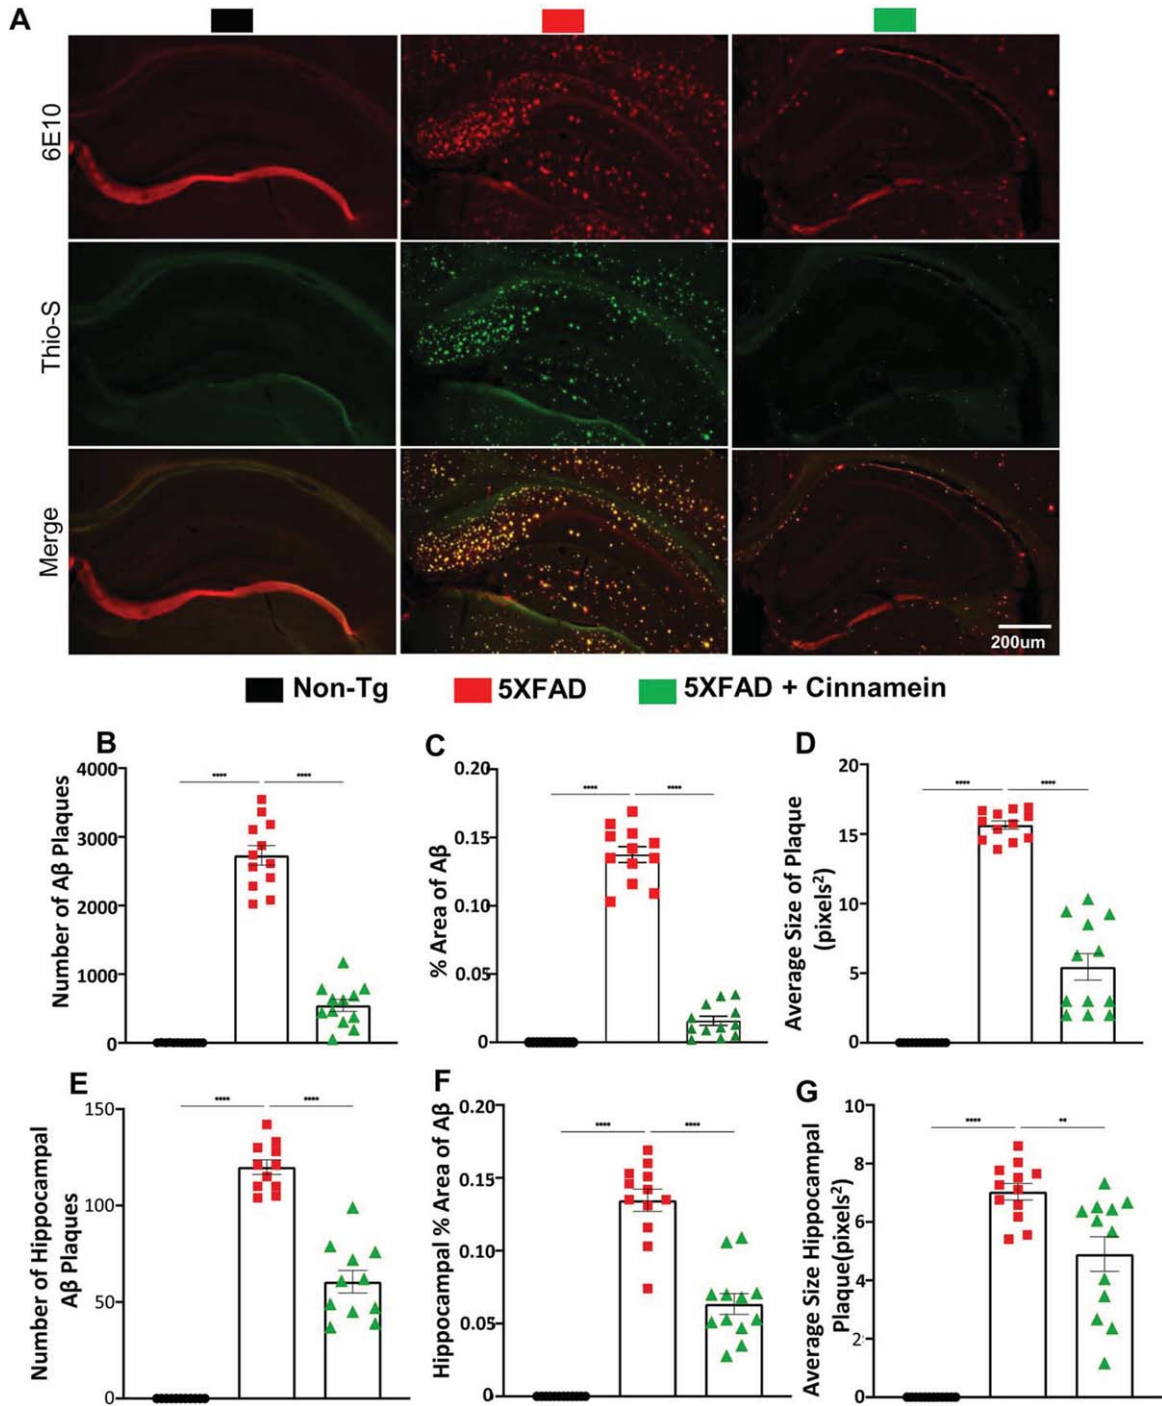 A
6E10
Thio-S
Merge
200um
Non-Tg
5XFAD
5XFAD + Cinnamein
B
Number of Aβ Plaques
4000
3000
2000
1000
0
****
****
C
% Area of Aβ
0.20
0.15
0.10
0.05
0
****
****
D
Average Size of Plaque
(pixels²)
20
15
10
5
0
****
****
E
Number of Hippocampal
Aβ Plaques
150
100
50
0
****
****
F
Hippocampal % Area of Aβ
0.20
0.15
0.10
0.05
0
****
****
G
Average Size Hippocampal
Plaque(pixels²)
10
8
6
4
2
0
****
**